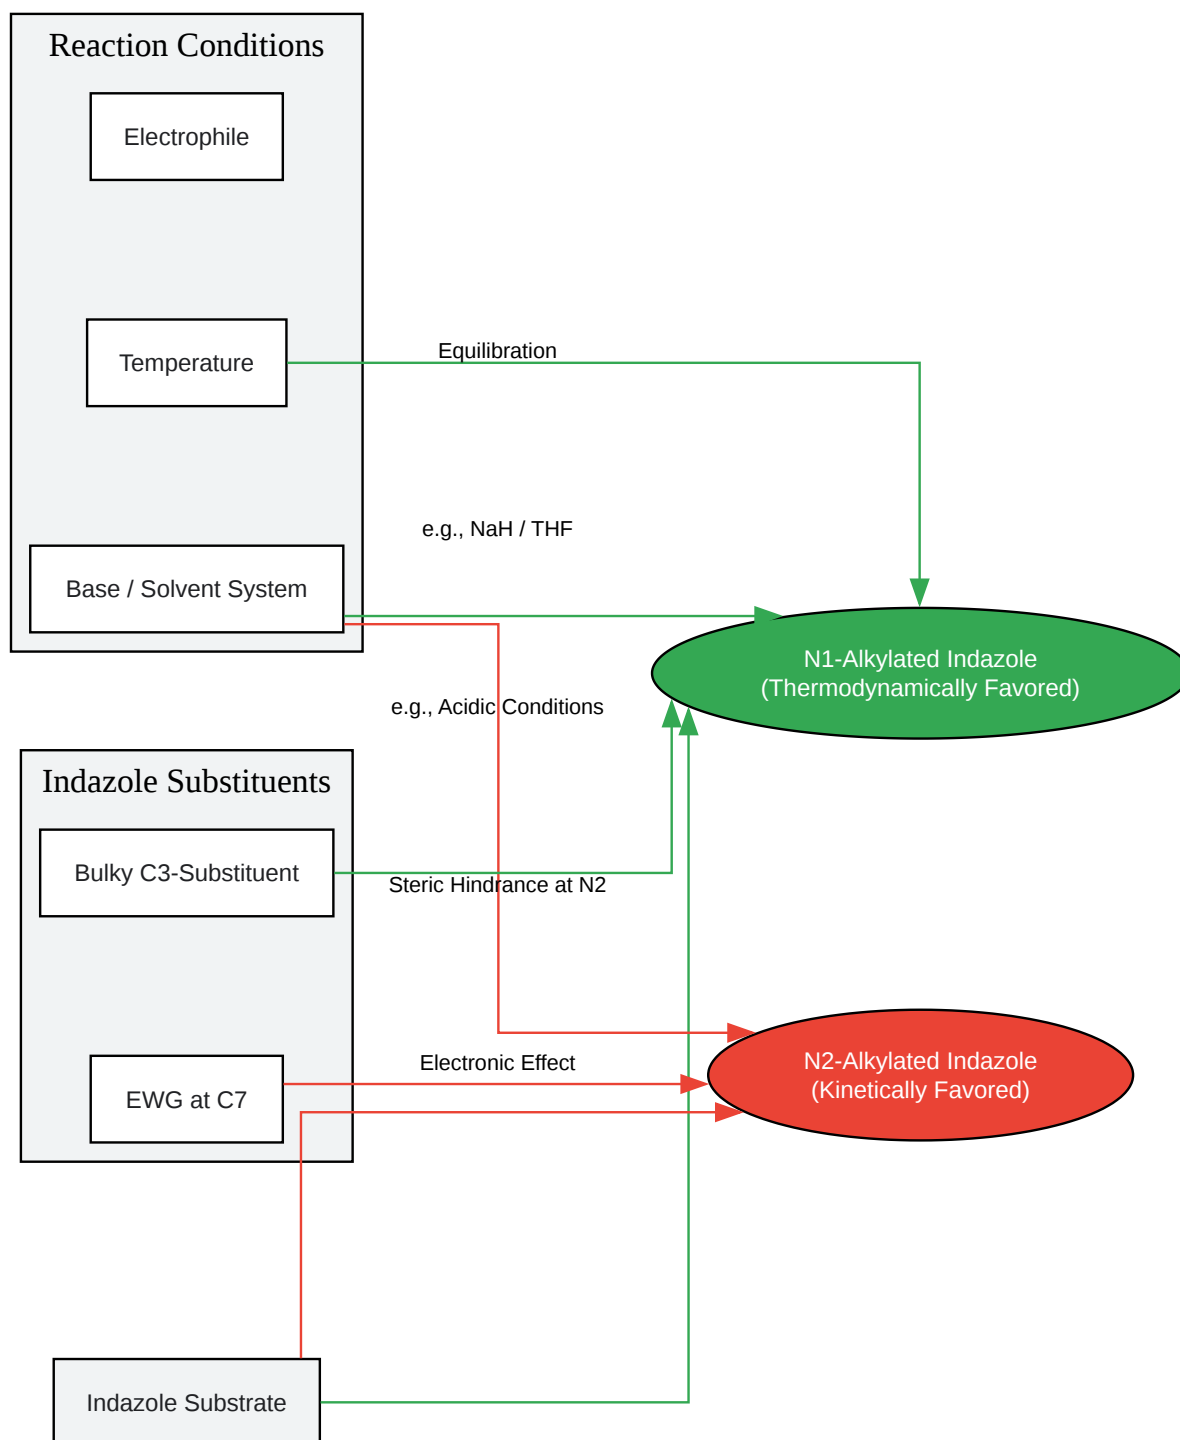 Reaction Conditions
Electrophile
Temperature
Equilibration
e.g., NaH / THF
Base / Solvent System
N1-Alkylated Indazole
(Thermodynamically Favored)
e.g., Acidic Conditions
Indazole Substituents
Bulky C3-Substituent
Steric Hindrance at N2
Electronic Effect
EWG at C7
N2-Alkylated Indazole
(Kinetically Favored)
Indazole Substrate